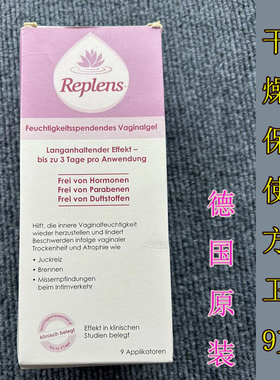 Replens
Feuchtigkeitsspendendes Vaginalgel
Langanhaltender Effekt –
bis zu 3 Tage pro Anwendung
Frei von Hormonen
Frei von Parabenen
Frei von Duftstoffen
Hilft, die innere Vaginalfeuchtigkeit
wieder herzustellen und lindert
Beschwerden infolge vaginaler
Trockenheit und Atrophie wie
• Juckreiz
• Brennen
• Missempfindungen
beim Intimverkehr
klinisch belegt
Effekt in klinischen
Studien belegt
9 Applikatoren
德国原装
干燥保使方